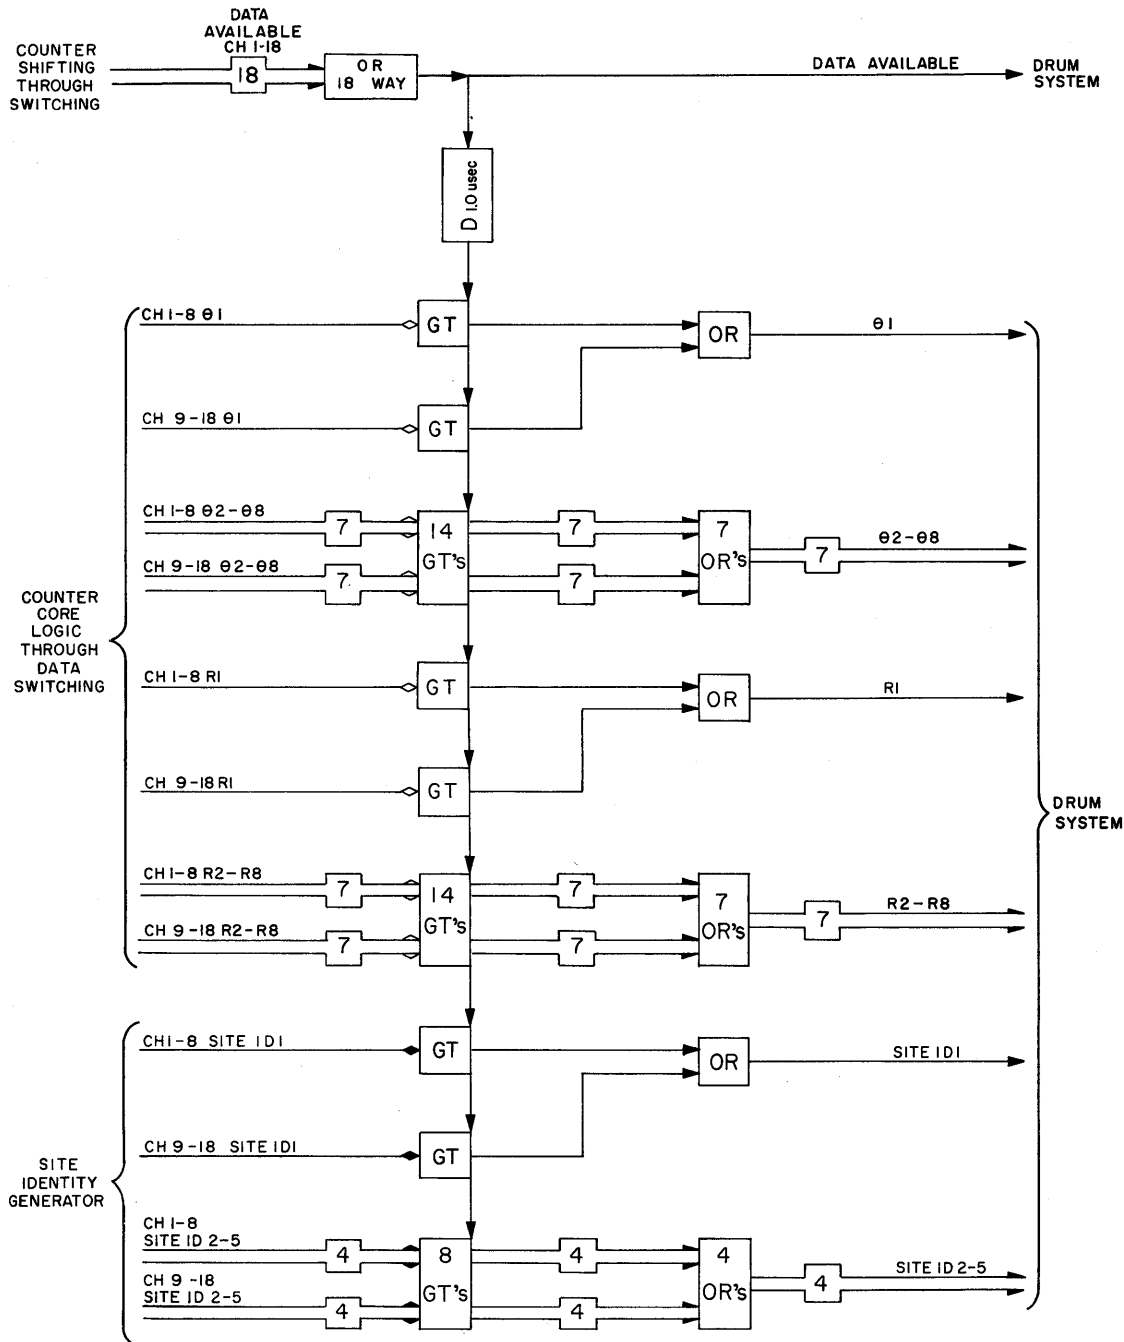 DATA
AVAILABLE
CH 1-18
COUNTER
SHIFTING
THROUGH
SWITCHING
18
OR
18 WAY
DATA AVAILABLE
DRUM
SYSTEM
D 1.0 usec
CH 1-8 θ1
GT
OR
θ1
CH 9-18 θ1
GT
CH 1-8 θ2-θ8
7
14
GT's
7
7
OR's
θ2-θ8
7
CH 9-18 θ2-θ8
7
7
COUNTER
CORE
LOGIC
THROUGH
DATA
SWITCHING
CH 1-8 R1
GT
OR
R1
CH 9-18 R1
GT
DRUM
SYSTEM
CH 1-8 R2-R8
7
14
GT's
7
7
OR's
R2-R8
7
CH 9-18 R2-R8
7
7
CH1-8 SITE ID1
GT
OR
SITE ID1
CH 9-18 SITE ID1
GT
SITE
IDENTITY
GENERATOR
CH 1-8
SITE ID 2-5
4
8
GT's
4
4
OR's
SITE ID 2-5
4
CH 9-18
SITE ID 2-5
4
4